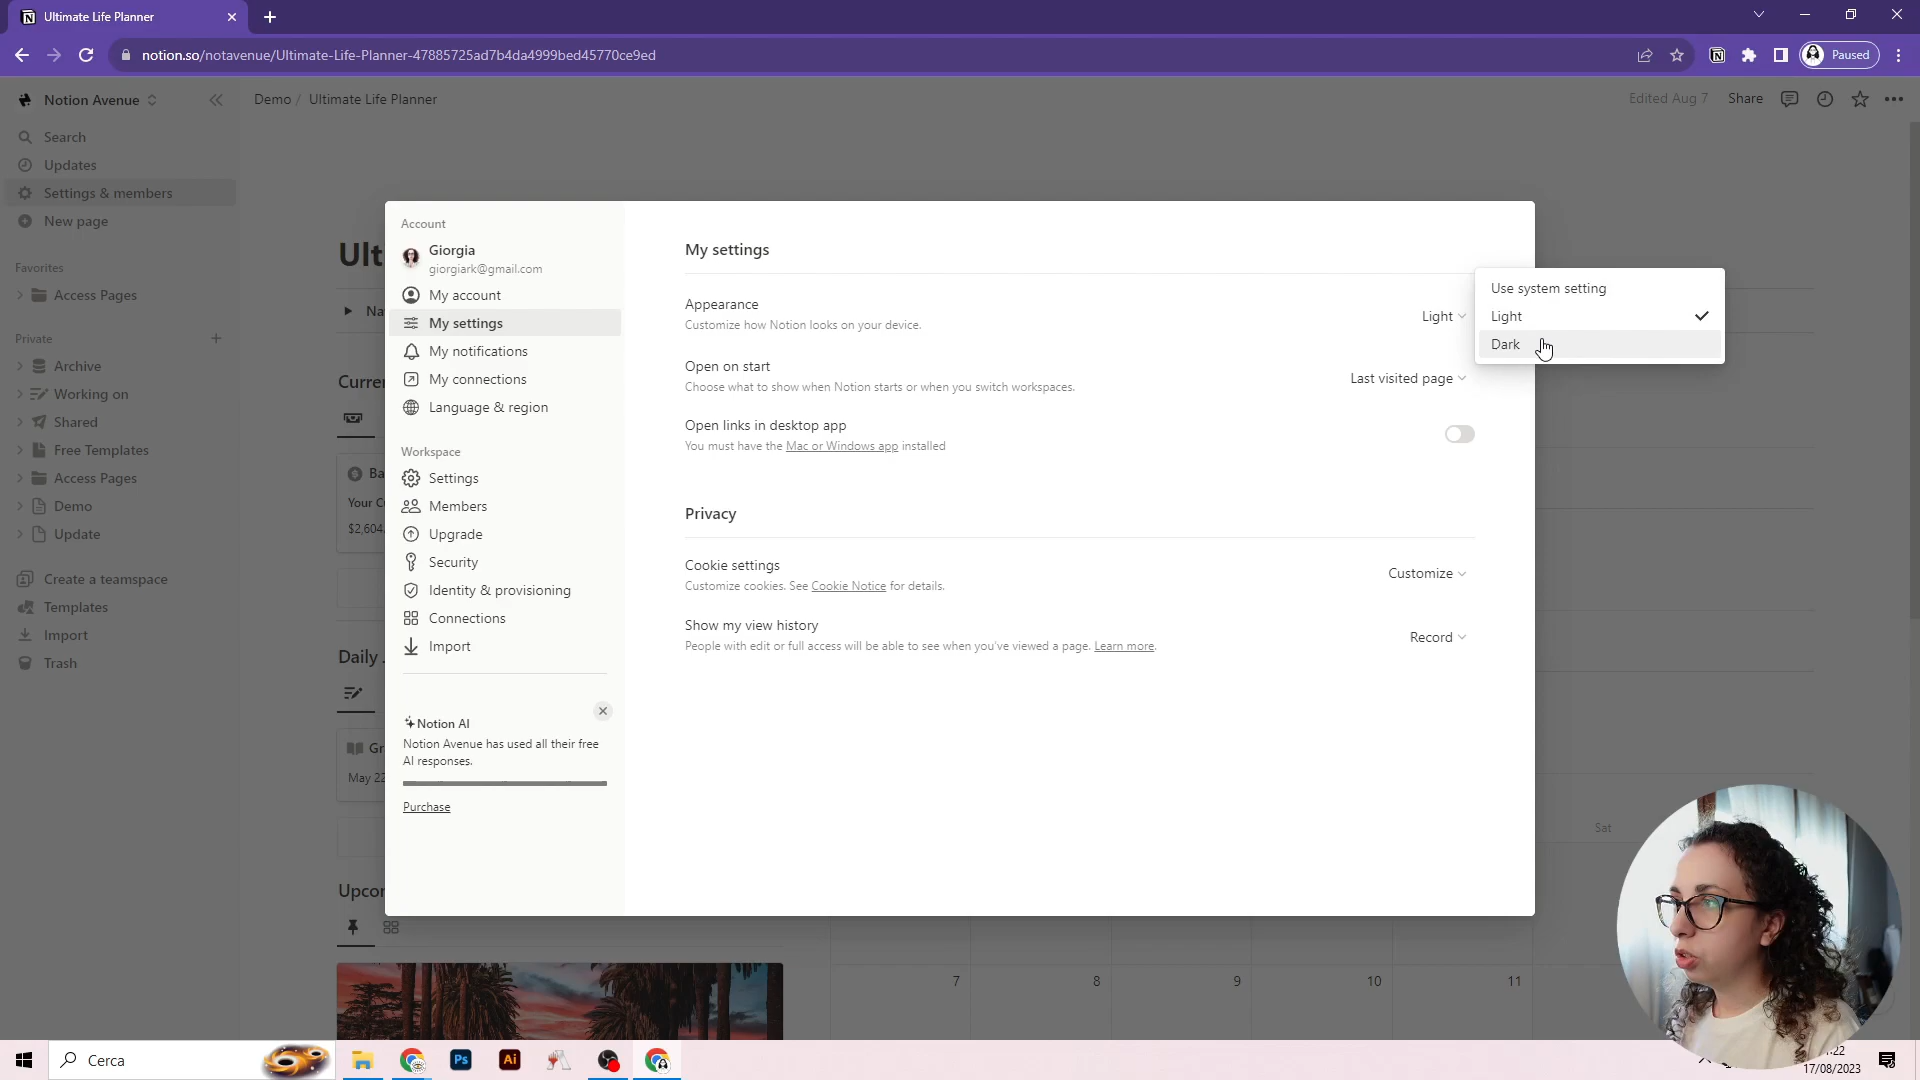 Ultimate Life Planner
notion.so/notavenue/Ultimate-Life-Planner-47885725ad7b4da4999bed45770ce9ed
Paused
Notion Avenue
Demo / Ultimate Life Planner
Edited Aug 7
Share
Search
Updates
Settings & members
New page
Favorites
Access Pages
Private
Archive
Working on
Shared
Free Templates
Access Pages
Demo
Update
Create a teamspace
Templates
Import
Trash
Account
Giorgia
giorgiark@gmail.com
My account
My settings
My notifications
My connections
Language & region
Workspace
Settings
Members
Upgrade
Security
Identity & provisioning
Connections
Import
Notion AI
Notion Avenue has used all their free
AI responses.
Purchase
My settings
Appearance
Customize how Notion looks on your device.
Light
Open on start
Choose what to show when Notion starts or when you switch workspaces.
Last visited page
Open links in desktop app
You must have the Mac or Windows app installed
Privacy
Cookie settings
Customize cookies. See Cookie Notice for details.
Customize
Show my view history
People with edit or full access will be able to see when you've viewed a page. Learn more.
Record
Use system setting
Light
Dark
Daily
$2,604
May 22
Sat
7 8 9 10 11
Cerca
Ps
Ai
17/08/2023